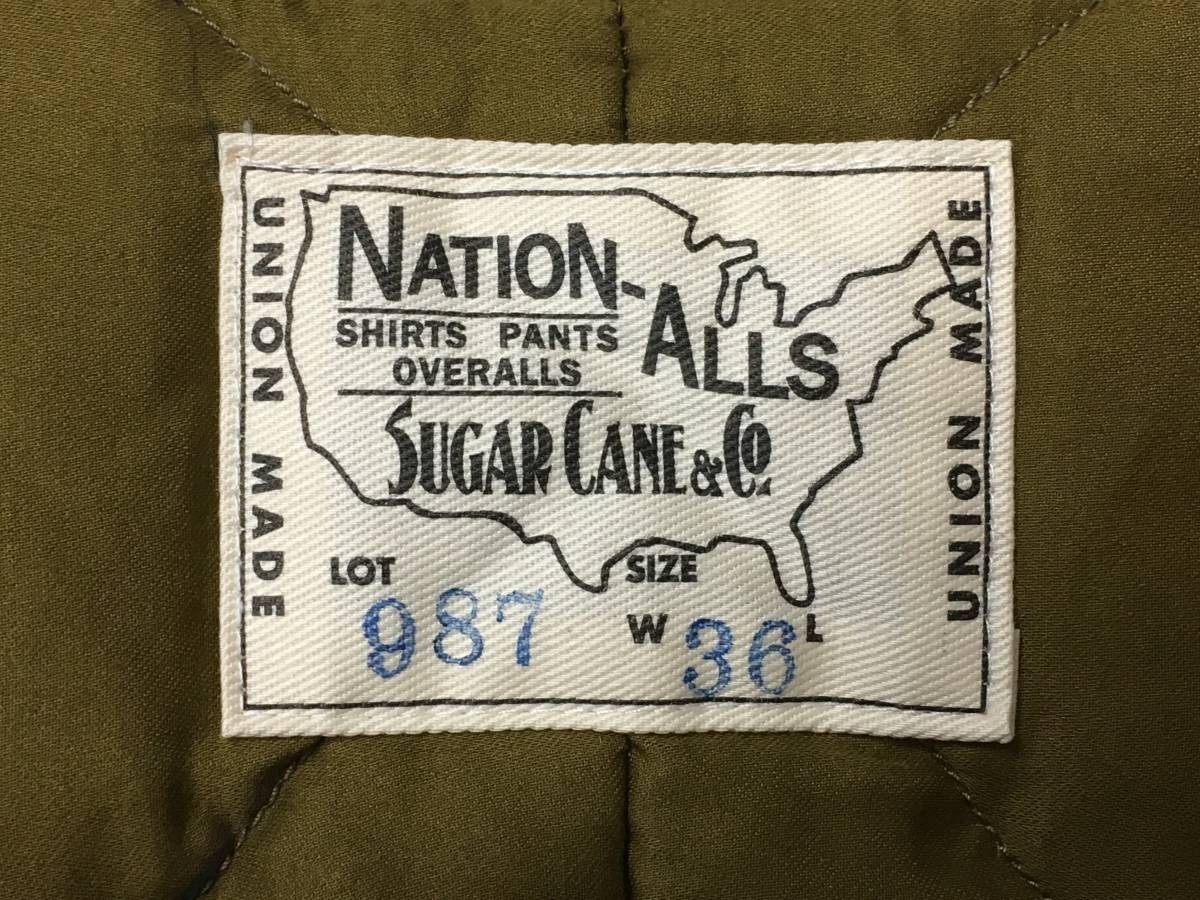 UNION MADE
NATION-ALLS
SHIRTS PANTS
OVERALLS
SUGAR CANE & Co.
LOT 987
SIZE
W 36 L
UNION MADE